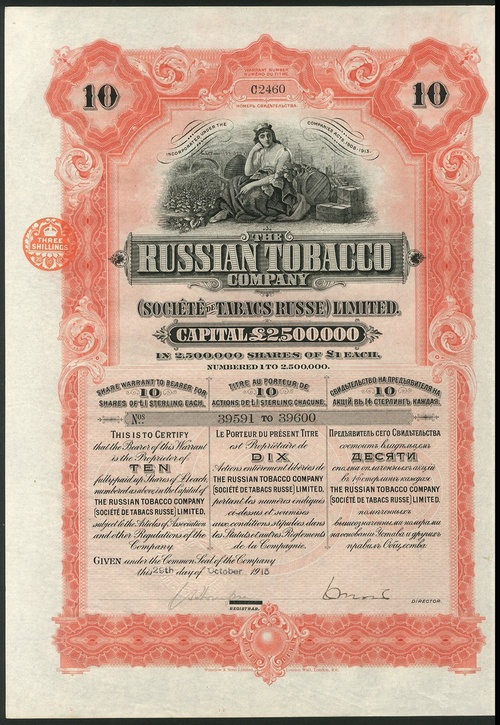 WARRANT NUMBER
NUMÉRO DU TITRE
10
C2460
10
НОМЕРЪ СВИДѢТЕЛЬСТВА
INCORPORATED UNDER THE COMPANIES ACTS, 1908-1913.
THREE
SHILLINGS
THE
RUSSIAN TOBACCO
COMPANY
(SOCIÉTÉ DE TABACS RUSSE) LIMITED.
CAPITAL £2,500,000
IN 2,500,000 SHARES OF £1 EACH.
NUMBERED 1 TO 2,500,000.
SHARE WARRANT TO BEARER FOR
10
SHARES OF £1 STERLING EACH.
TITRE AU PORTEUR DE
10
ACTIONS DE £1 STERLING CHACUNE.
СВИДѢТЕЛЬСТВО НА ПРЕДЪЯВИТЕЛЯ НА
10
АКЦІЙ ВЪ 1£ СТЕРЛИНГ. КАЖДАЯ.
Nos 39591 TO 39600
THIS IS TO CERTIFY
that the Bearer of this Warrant
is the Proprietor of
TEN
fully paid up Shares of £1 each,
numbered as above, in the capital of
THE RUSSIAN TOBACCO COMPANY
(SOCIÉTÉ DE TABACS RUSSE) LIMITED,
subject to the Articles of Association
and other Regulations of the
Company.
LE PORTEUR DU PRÉSENT TITRE
est Propriétaire de
DIX
Actions entièrement libérées de
THE RUSSIAN TOBACCO COMPANY
(SOCIÉTÉ DE TABACS RUSSE) LIMITED,
portant les numéros indiqués
ci-dessus et soumises
aux conditions stipulées dans
les Statuts et autres Règlements
de la Compagnie.
ПРЕДЪЯВИТЕЛЬ СЕГО СВИДѢТЕЛЬСТВА
состоитъ владѣльцемъ
ДЕСЯТИ
сполна оплаченныхъ акцій
въ 1£ стерлинг. каждая
THE RUSSIAN TOBACCO COMPANY
(SOCIÉTÉ DE TABACS RUSSE) LIMITED,
помѣченныхъ
вышеозначенными номерами
на основаніи Устава и другихъ
правилъ Общества.
GIVEN under the Common Seal of the Company
this 29th day of October 1915
REGISTRAR.
DIRECTOR.